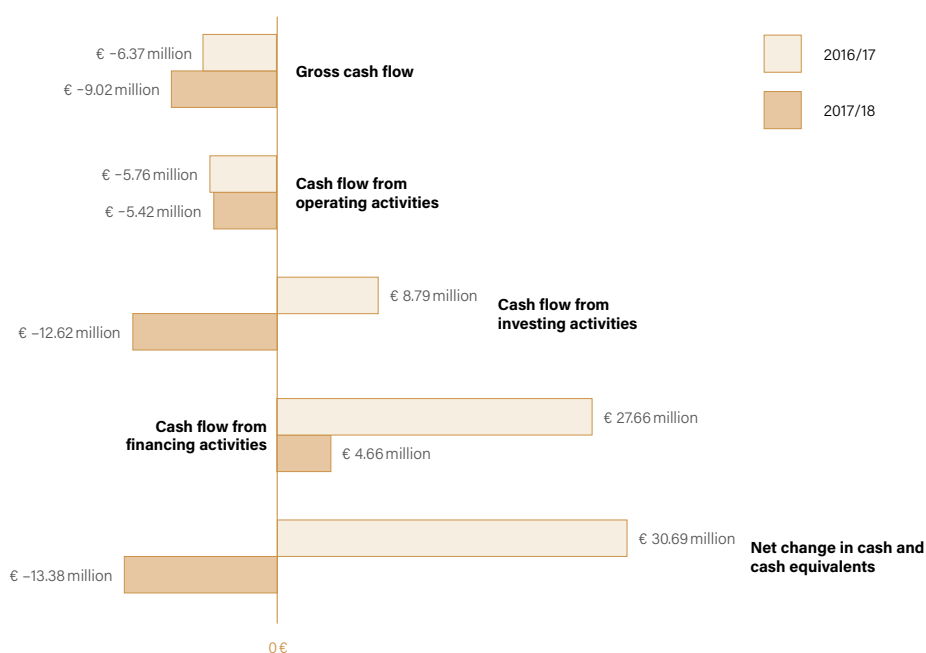 € −6.37 million
€ −9.02 million
Gross cash flow
2016/17
2017/18
€ −5.76 million
€ −5.42 million
Cash flow from
operating activities
€ 8.79 million
€ −12.62 million
Cash flow from
investing activities
Cash flow from
financing activities
€ 27.66 million
€ 4.66 million
€ 30.69 million
€ −13.38 million
Net change in cash and
cash equivalents
0 €